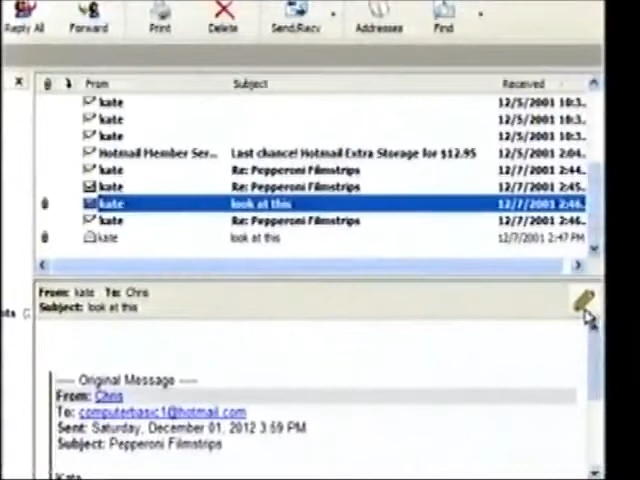 Reply All Forward Print Delete Send/Recv Addresses Find
From Subject Received
kate 12/5/2001 10:3..
kate 12/5/2001 10:3..
kate 12/5/2001 10:3..
Hotmail Member Ser... Last chance! Hotmail Extra Storage for $12.95 12/5/2001 2:04..
kate Re: Pepperoni Filmstrips 12/7/2001 2:44..
kate Re: Pepperoni Filmstrips 12/7/2001 2:45..
kate look at this 12/7/2001 2:46..
kate Re: Pepperoni Filmstrips 12/7/2001 2:46..
kate look at this 12/7/2001 2:47 PM
From: kate To: Chris
Subject: look at this
---- Original Message ----
From: Chris
To: computerbasic1@hotmail.com
Sent: Saturday, December 01, 2012 3:59 PM
Subject: Pepperoni Filmstrips
Kate